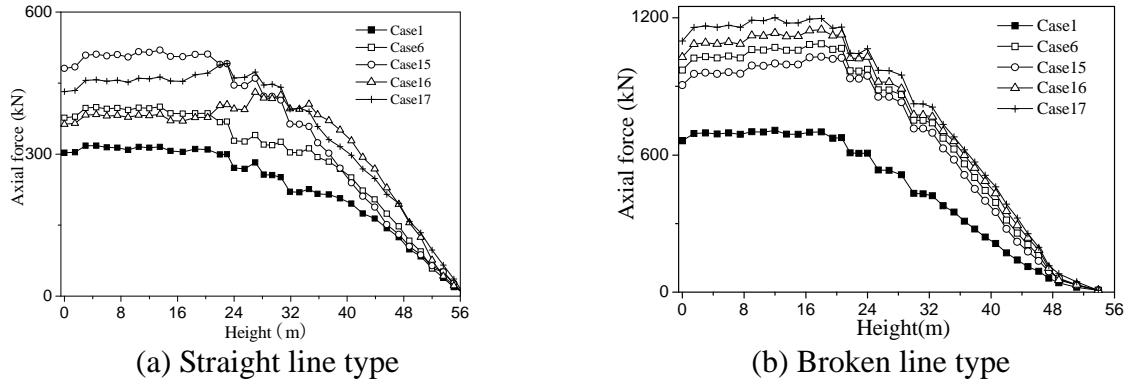 600
300
0
Axial force (kN)
0 8 16 24 32 40 48 56
Height（m）
Case1
Case6
Case15
Case16
Case17
(a) Straight line type
1200
600
0
Axial force (kN)
0 8 16 24 32 40 48 56
Height(m)
Case1
Case6
Case15
Case16
Case17
(b) Broken line type